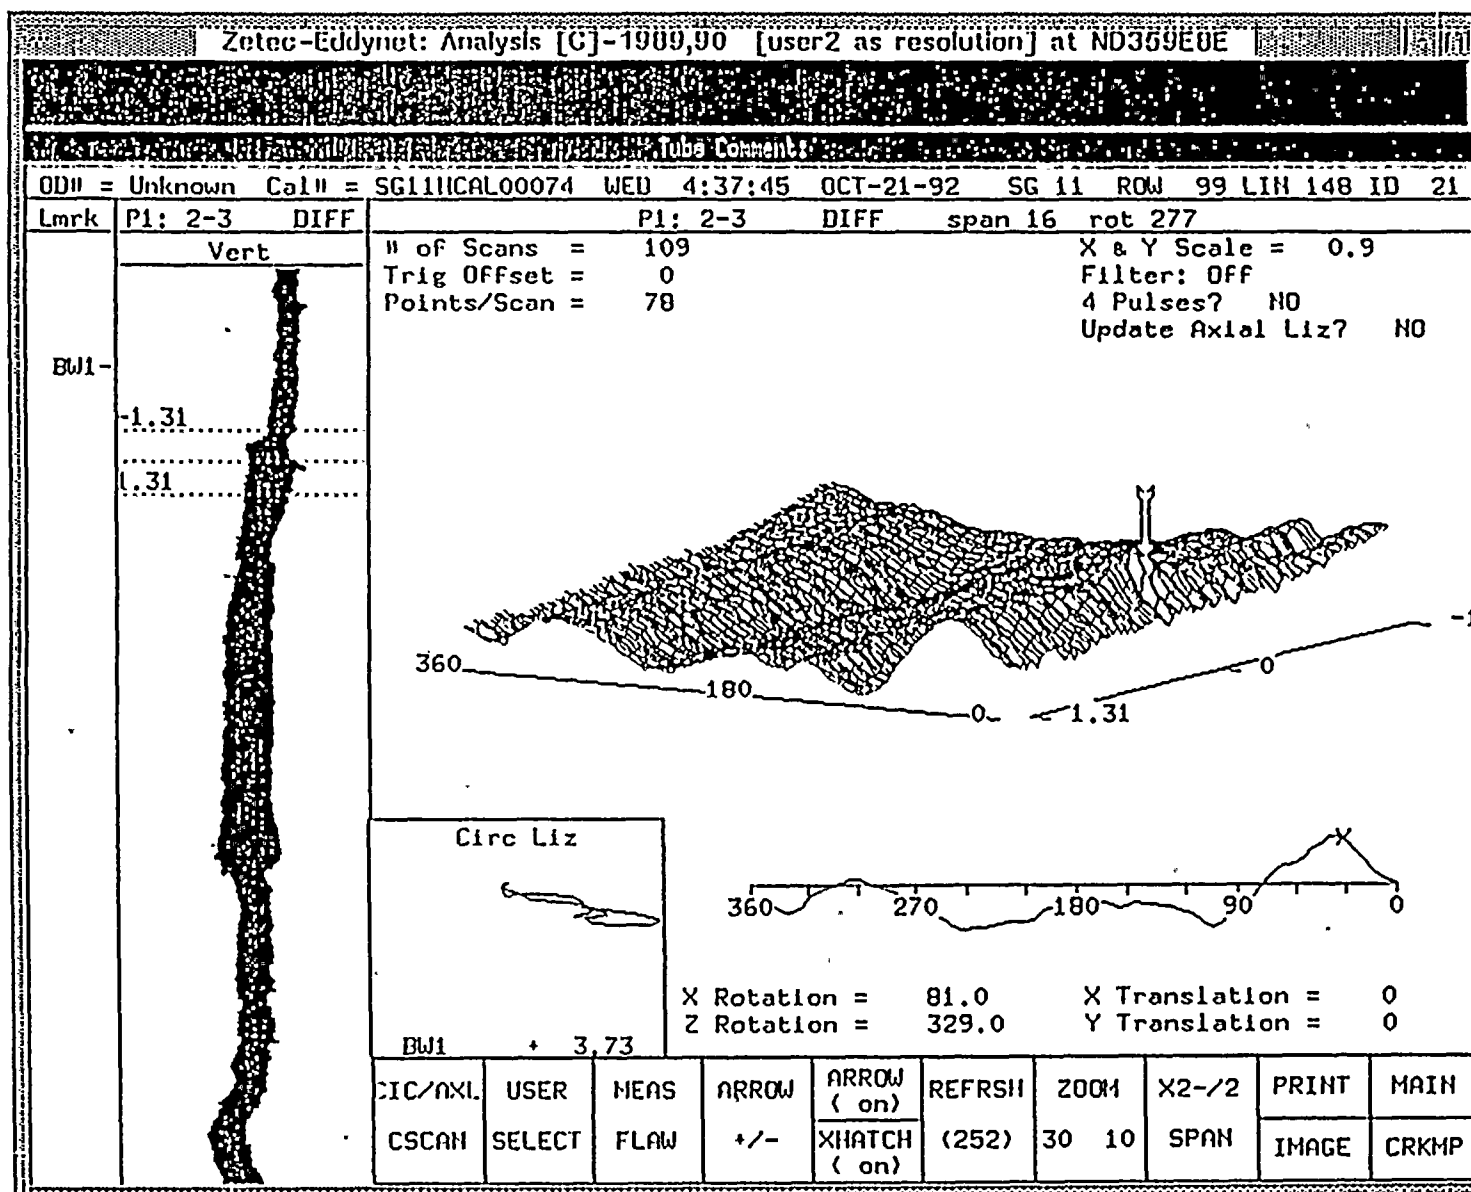 Zetec-Eddynet: Analysis [C]-1989,90 [user2 as resolution] at ND359E0E
Tube Comment:
OD# = Unknown Cal# = SG11HCAL00074 WED 4:37:45 OCT-21-92 SG 11 ROW 99 LIN 148 ID 21
Lmrk P1: 2-3 DIFF P1: 2-3 DIFF span 16 rot 277
Vert
# of Scans = 109
Trig Offset = 0
Points/Scan = 78
X & Y Scale = 0.9
Filter: Off
4 Pulses? NO
Update Axial Liz? NO
BW1-
-1.31
1.31
360 180 0
1.31 0 -1
Circ Liz
BW1 + 3.73
X
360 270 180 90 0
X Rotation = 81.0 X Translation = 0
Z Rotation = 329.0 Y Translation = 0
CIC/AXL USER MEAS ARROW ARROW ( on) REFRSH ZOOM X2-/2 PRINT MAIN
CSCAN SELECT FLAW +/- XHATCH ( on) (252) 30 10 SPAN IMAGE CRKMP